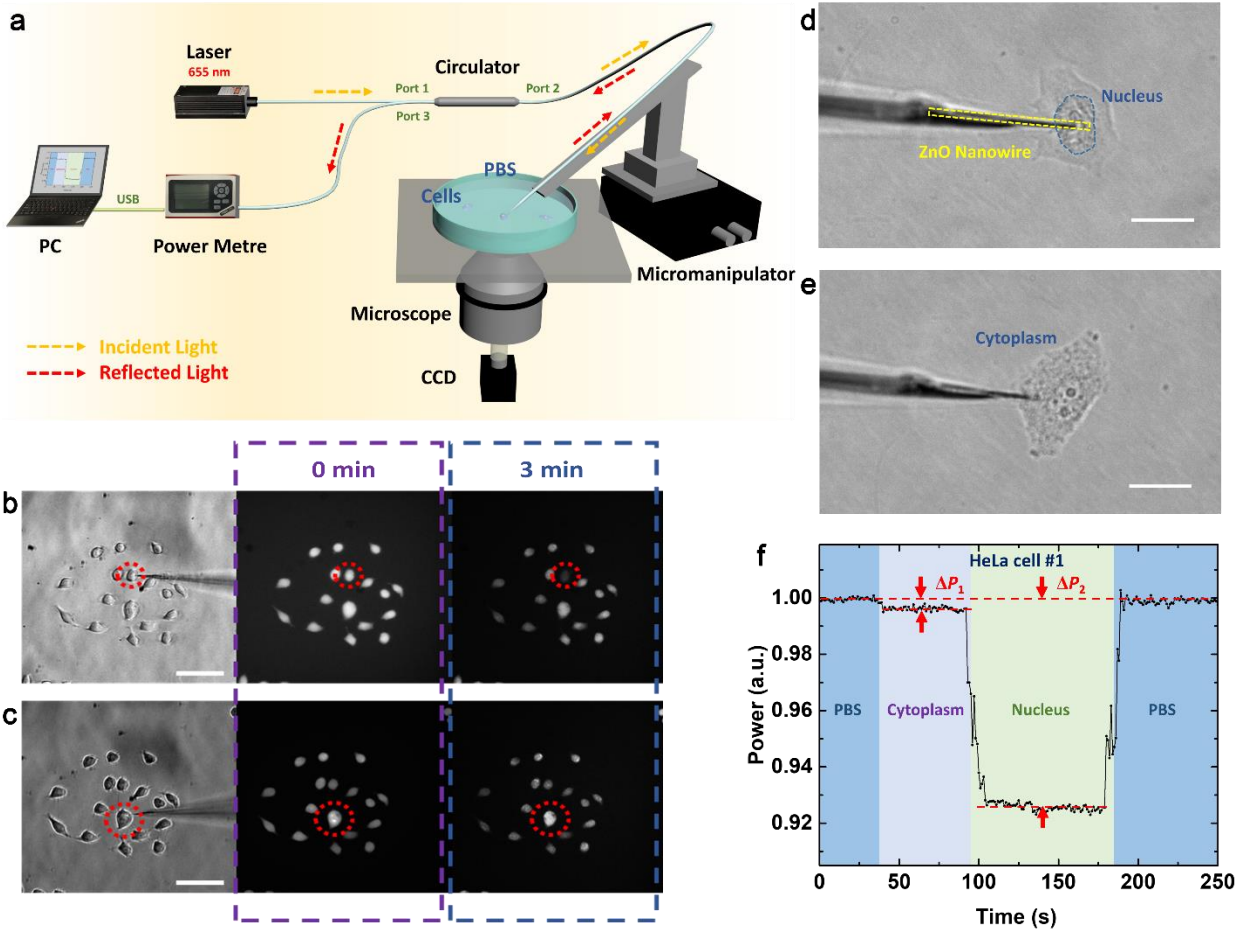 a
Laser
655 nm
Circulator
Port 1
Port 2
Port 3
PBS
Cells
USB
PC
Power Metre
Micromanipulator
Microscope
CCD
Incident Light
Reflected Light
0 min
3 min
b
c
d
Nucleus
ZnO Nanowire
e
Cytoplasm
f
HeLa cell #1
ΔP1
ΔP2
1.00
0.98
0.96
0.94
0.92
Power (a.u.)
PBS
Cytoplasm
Nucleus
PBS
0
50
100
150
200
250
Time (s)